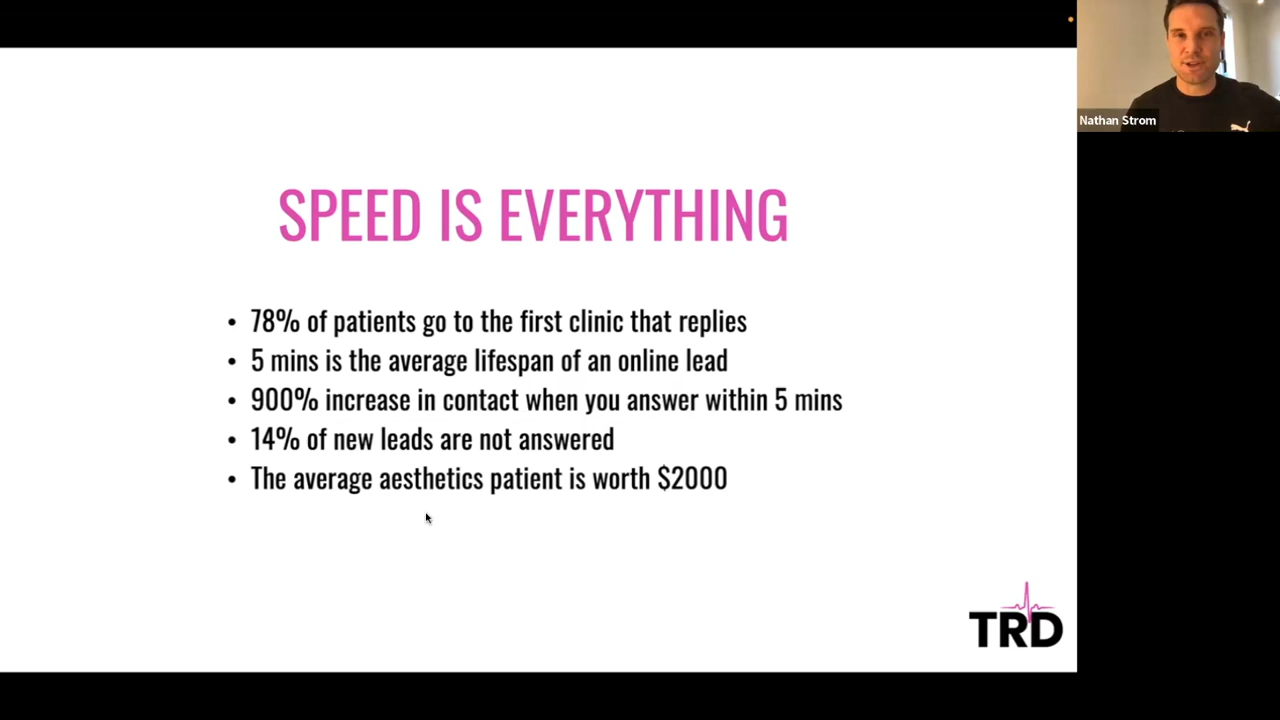 Nathan Strom
SPEED IS EVERYTHING
• 78% of patients go to the first clinic that replies
• 5 mins is the average lifespan of an online lead
• 900% increase in contact when you answer within 5 mins
• 14% of new leads are not answered
• The average aesthetics patient is worth $2000
TRD